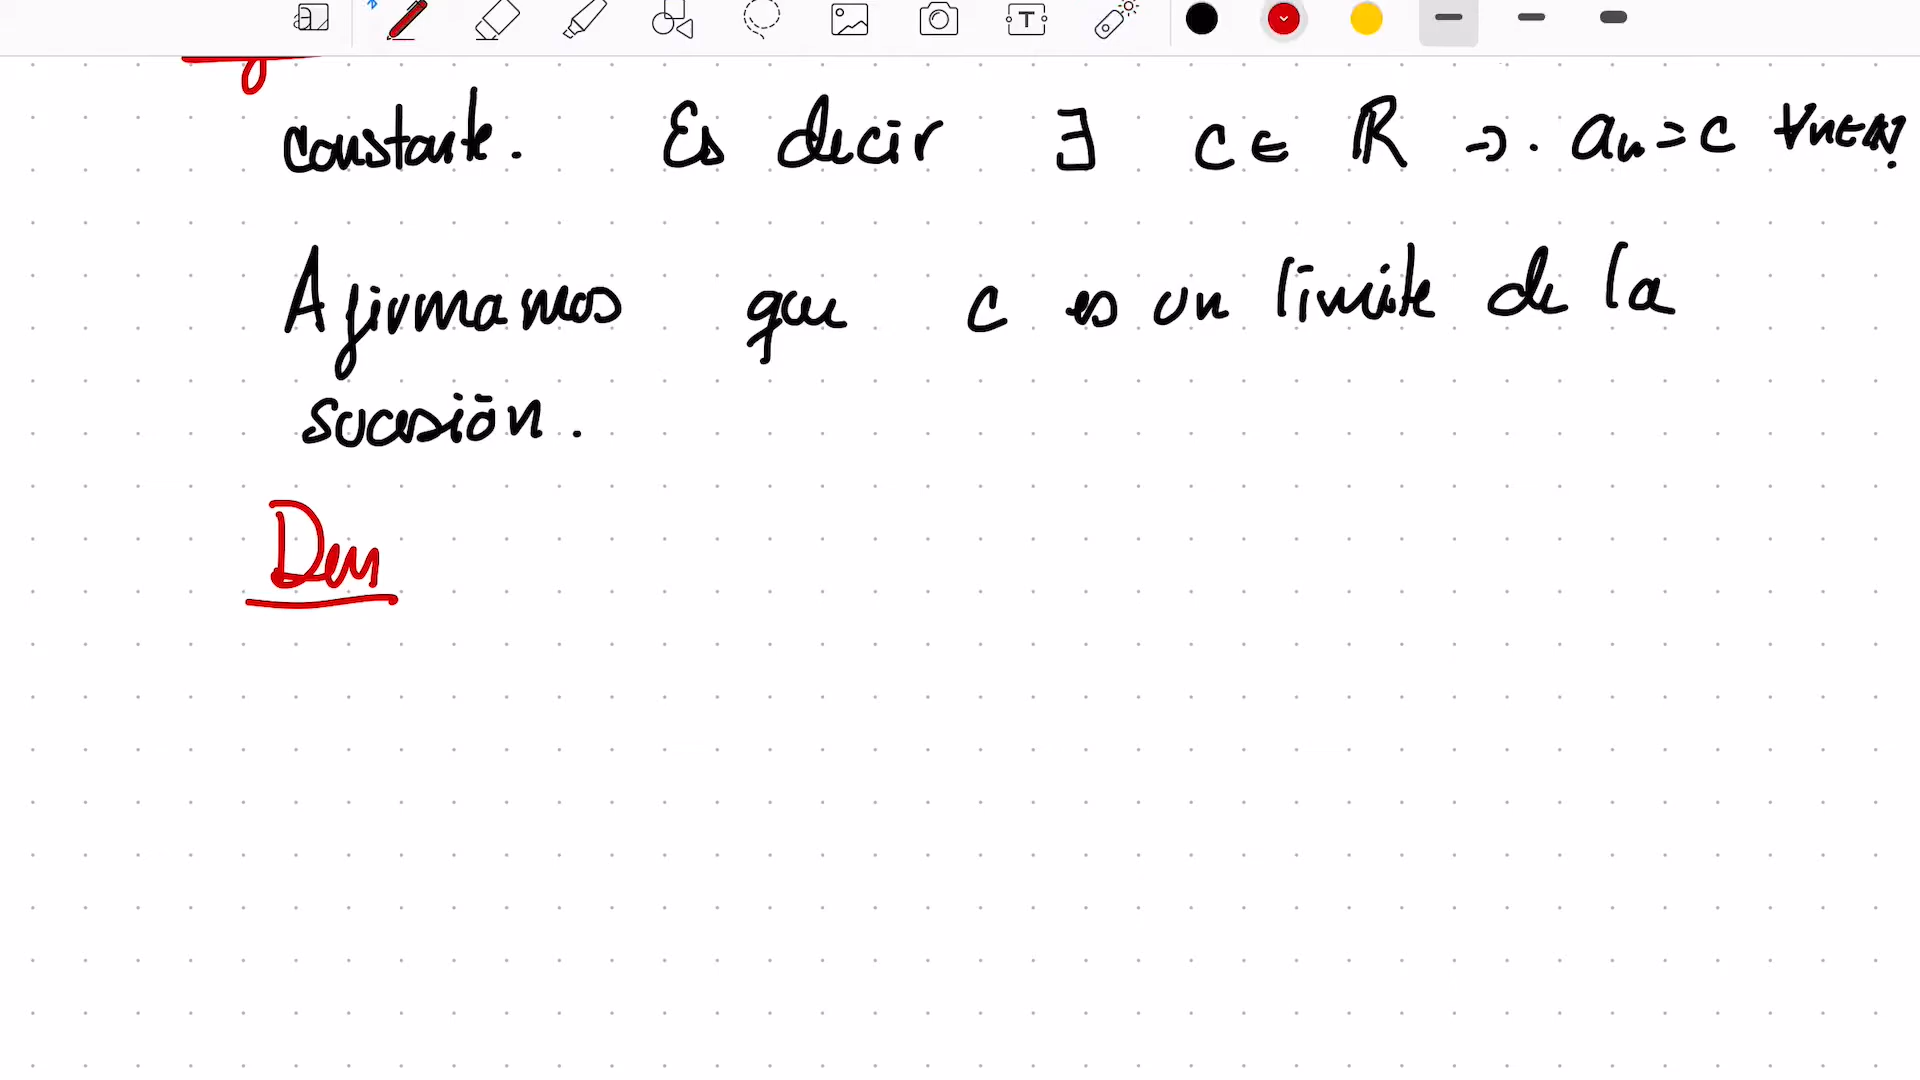 constante. Es decir ∃ c ∈ ℝ ∋. aₙ = c ∀n∈ℕ.
Afirmamos que c es un límite de la
sucesión.
Dem